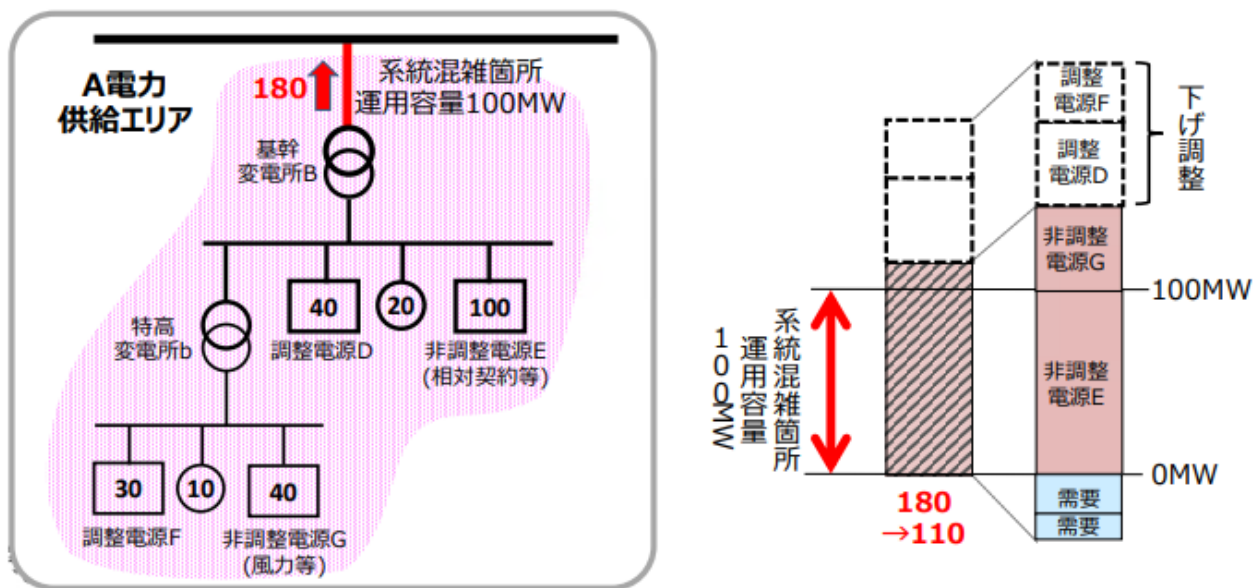 A電力
供給エリア
180
系統混雑箇所
運用容量100MW
基幹
変電所B
40
20
100
調整電源D
非調整電源E
(相対契約等)
特高
変電所b
30
10
40
調整電源F
非調整電源G
(風力等)
調整
電源F
調整
電源D
下げ調整
非調整
電源G
100MW
系統混雑箇所
運用容量
100MW
非調整
電源E
0MW
180
→110
需要
需要